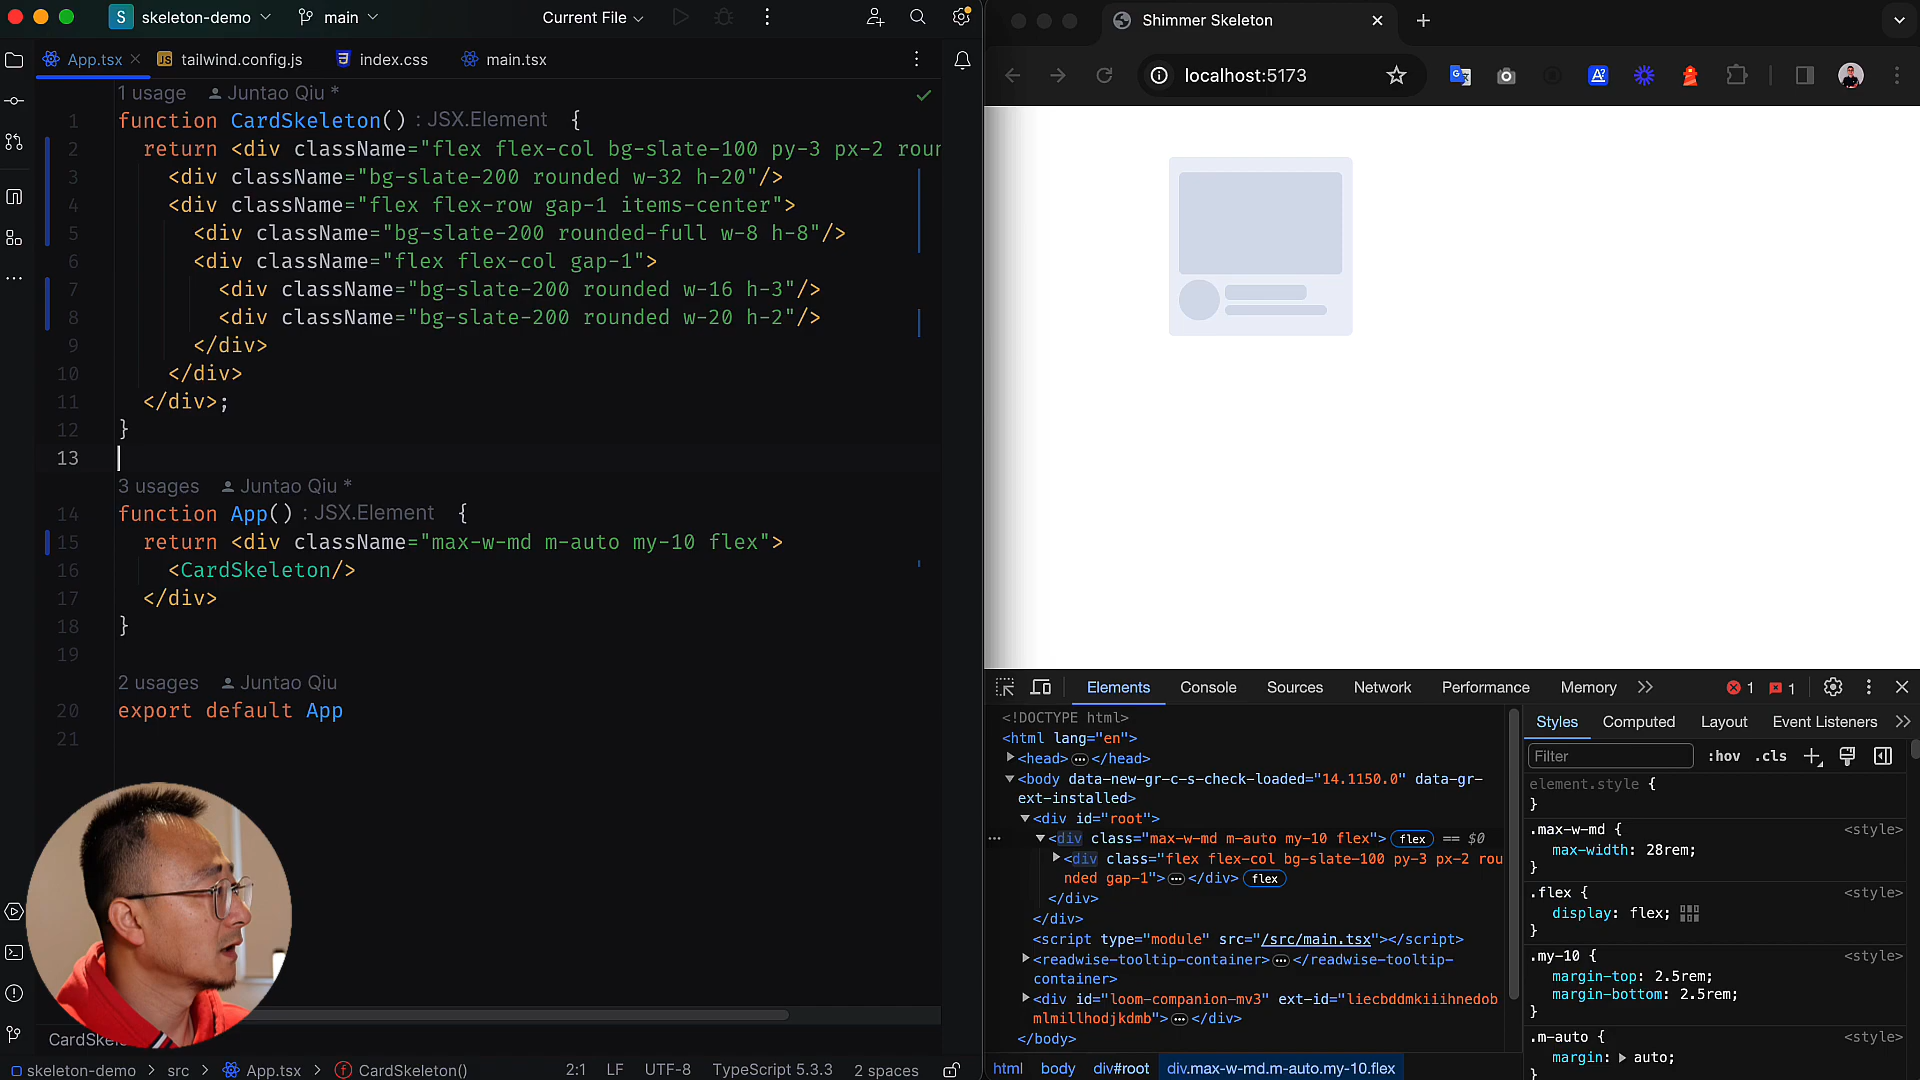 S skeleton-demo
main
Current File
App.tsx
tailwind.config.js
index.css
main.tsx
1 usage Juntao Qiu *
1 function CardSkeleton() : JSX.Element {
2 return <div className="flex flex-col bg-slate-100 py-3 px-2 roun
3 <div className="bg-slate-200 rounded w-32 h-20"/>
4 <div className="flex flex-row gap-1 items-center">
5 <div className="bg-slate-200 rounded-full w-8 h-8"/>
6 <div className="flex flex-col gap-1">
7 <div className="bg-slate-200 rounded w-16 h-3"/>
8 <div className="bg-slate-200 rounded w-20 h-2"/>
9 </div>
10 </div>
11 </div>;
12 }
13
3 usages Juntao Qiu *
14 function App() : JSX.Element {
15 return <div className="max-w-md m-auto my-10 flex">
16 <CardSkeleton/>
17 </div>
18 }
19
2 usages Juntao Qiu
20 export default App
21
CardSke
skeleton-demo > src > App.tsx > CardSkeleton()
2:1 LF UTF-8 TypeScript 5.3.3 2 spaces
Shimmer Skeleton
localhost:5173
Elements Console Sources Network Performance Memory
1 1
<!DOCTYPE html>
<html lang="en">
<head> </head>
<body data-new-gr-c-s-check-loaded="14.1150.0" data-gr-
ext-installed>
<div id="root">
<div class="max-w-md m-auto my-10 flex"> flex == $0
<div class="flex flex-col bg-slate-100 py-3 px-2 rou
nded gap-1"> </div> flex
</div>
</div>
<script type="module" src="/src/main.tsx"></script>
<readwise-tooltip-container> </readwise-tooltip-
container>
<div id="loom-companion-mv3" ext-id="liecbddmkiiihnedob
mlmillhodjkdmb"> </div>
</body>
html body div#root div.max-w-md.m-auto.my-10.flex
Styles Computed Layout Event Listeners
Filter :hov .cls
element.style {
}
.max-w-md { <style>
max-width: 28rem;
}
.flex { <style>
display: flex;
}
.my-10 { <style>
margin-top: 2.5rem;
margin-bottom: 2.5rem;
}
.m-auto { <style>
margin: auto;
}